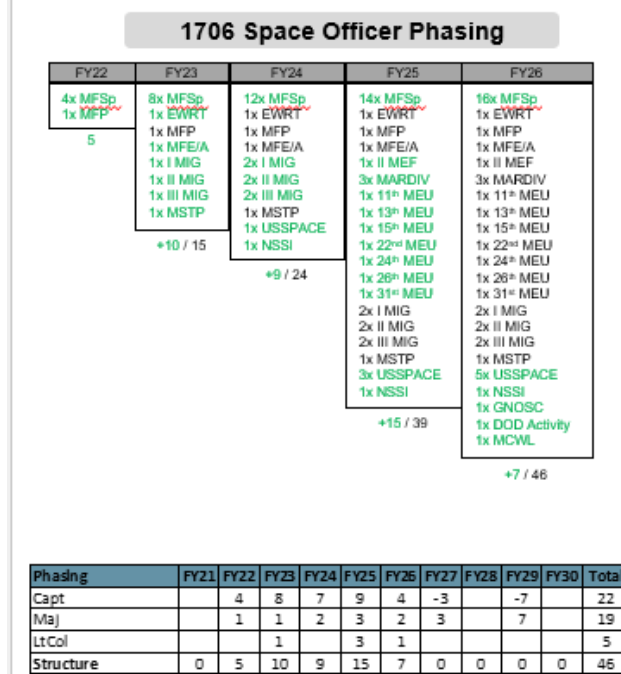 1706 Space Officer Phasing
FY22 FY23 FY24 FY25 FY26
4x MFSp
1x MFP
5
8x MFSp
1x EWRT
1x MFP
1x MFE/A
1x I MIG
1x II MIG
1x III MIG
1x MSTP
+10 / 15
12x MFSp
1x EWRT
1x MFP
1x MFE/A
2x I MIG
2x II MIG
2x III MIG
1x MSTP
1x USSPACE
1x NSSI
+9 / 24
14x MFSp
1x EWRT
1x MFP
1x MFE/A
1x II MEF
3x MARDIV
1x 11th MEU
1x 13th MEU
1x 15th MEU
1x 22nd MEU
1x 24th MEU
1x 26th MEU
1x 31st MEU
2x I MIG
2x II MIG
2x III MIG
1x MSTP
3x USSPACE
1x NSSI
+15 / 39
16x MFSp
1x EWRT
1x MFP
1x MFE/A
1x II MEF
3x MARDIV
1x 11th MEU
1x 13th MEU
1x 15th MEU
1x 22nd MEU
1x 24th MEU
1x 26th MEU
1x 31st MEU
2x I MIG
2x II MIG
2x III MIG
1x MSTP
5x USSPACE
1x NSSI
1x GNOSC
1x DOD Activity
1x MCWL
+7 / 46
Phasing FY21 FY22 FY23 FY24 FY25 FY26 FY27 FY28 FY29 FY30 Total
Capt 4 8 7 9 4 -3 -7 22
Maj 1 1 2 3 2 3 7 19
LtCol 1 3 1 5
Structure 0 5 10 9 15 7 0 0 0 0 46